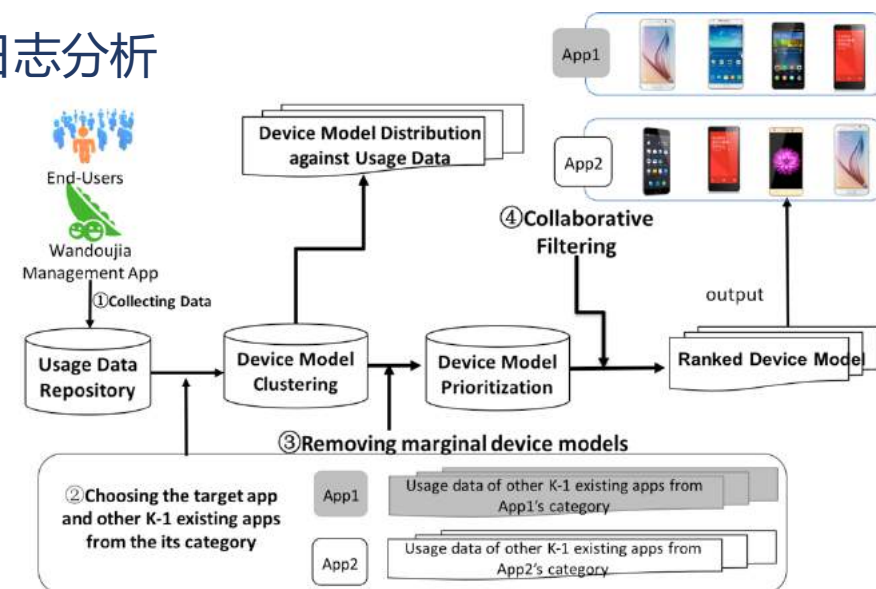 日志分析
App1
App2
Device Model Distribution
against Usage Data
End-Users
Wandoujia
Management App
①Collecting Data
④Collaborative
Filtering
output
Usage Data
Repository
Device Model
Clustering
Device Model
Prioritization
Ranked Device Model
③Removing marginal device models
②Choosing the target app
and other K-1 existing apps
from the its category
App1
Usage data of other K-1 existing apps from
App1's category
App2
Usage data of other K-1 existing apps from
App2's category